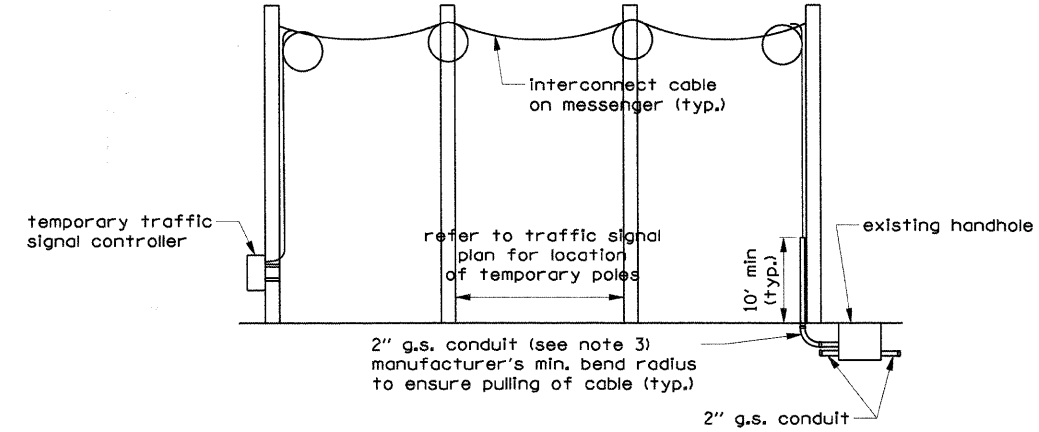 interconnect cable
on messenger (typ.)
temporary traffic
signal controller
refer to traffic signal
plan for location
of temporary poles
10' min
(typ.)
existing handhole
2" g.s. conduit (see note 3)
manufacturer's min. bend radius
to ensure pulling of cable (typ.)
2" g.s. conduit